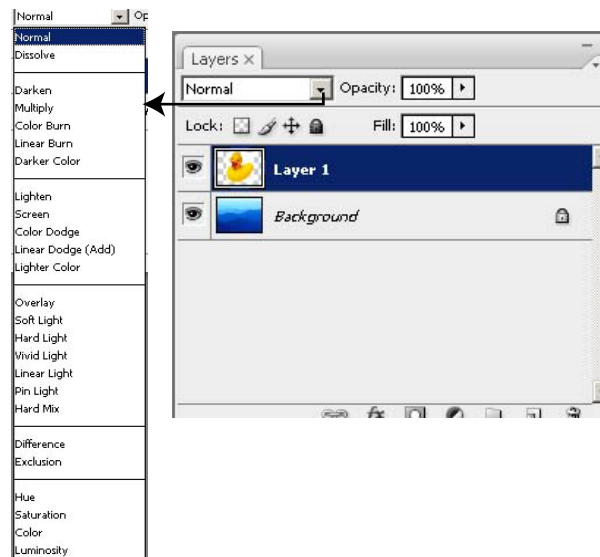 Normal Op
Normal
Dissolve
Darken
Multiply
Color Burn
Linear Burn
Darker Color
Lighten
Screen
Color Dodge
Linear Dodge (Add)
Lighter Color
Overlay
Soft Light
Hard Light
Vivid Light
Linear Light
Pin Light
Hard Mix
Difference
Exclusion
Hue
Saturation
Color
Luminosity
Layers ×
Normal Opacity: 100%
Lock: Fill: 100%
Layer 1
Background
fx